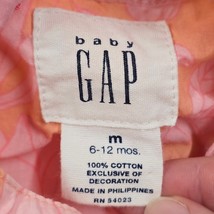 baby
GAP
m
6-12 mos.
100% COTTON
EXCLUSIVE OF
DECORATION
MADE IN PHILIPPINES
RN 54023